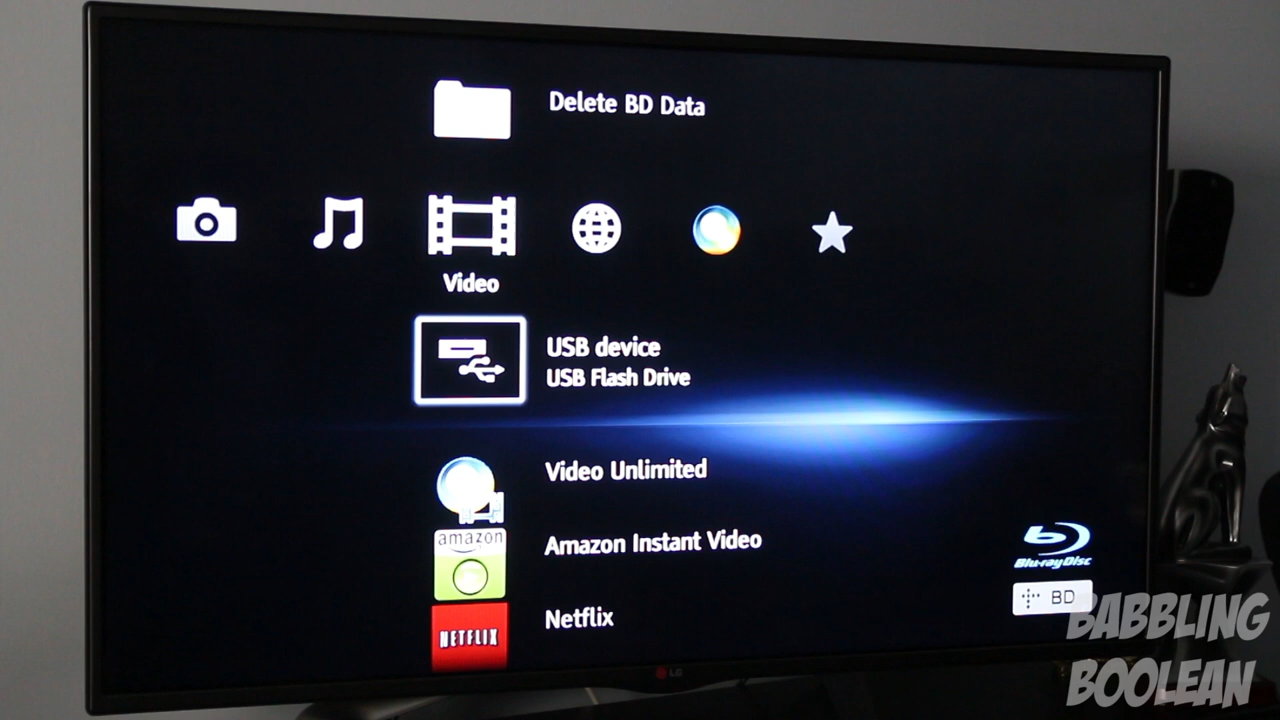 Delete BD Data
Video
USB device
USB Flash Drive
Video Unlimited
amazon
Amazon Instant Video
Netflix
NETFLIX
Blu-ray Disc
BD
LG
BABBLING
BOOLEAN